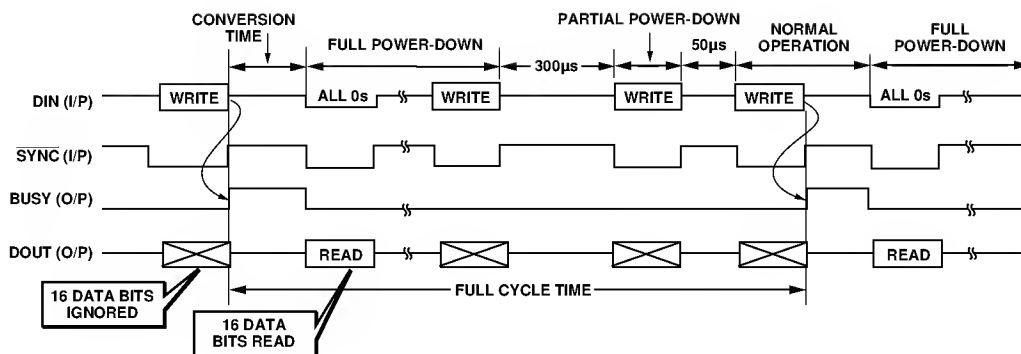 CONVERSION TIME
FULL POWER-DOWN
300µs
PARTIAL POWER-DOWN
50µs
NORMAL OPERATION
FULL POWER-DOWN
DIN (I/P)
WRITE
ALL 0s
WRITE
WRITE
WRITE
ALL 0s
SYNC (I/P)
BUSY (O/P)
DOUT (O/P)
READ
READ
16 DATA BITS
IGNORED
FULL CYCLE TIME
16 DATA
BITS READ